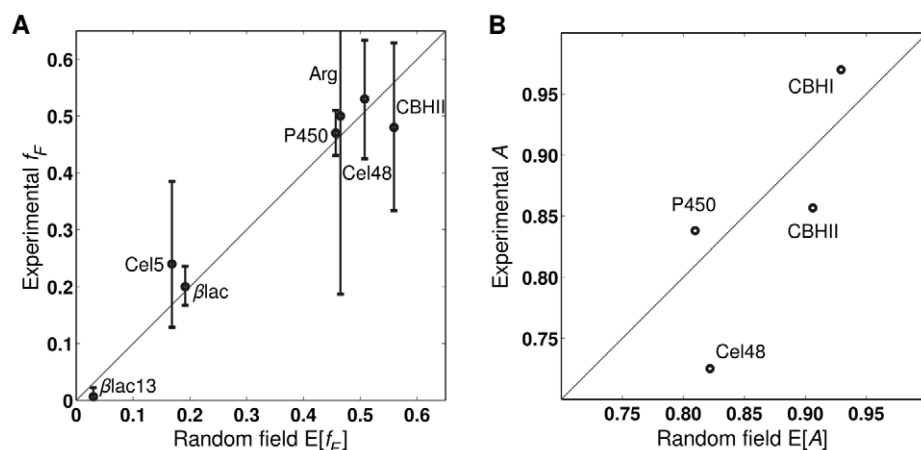 A
Experimental f_F
0.6
0.5
0.4
0.3
0.2
0.1
0
Arg
CBHII
P450
Cel48
Cel5
βlac
βlac13
0 0.1 0.2 0.3 0.4 0.5 0.6
Random field E[f_F]
B
Experimental A
0.95
0.90
0.85
0.80
0.75
CBHI
P450
CBHII
Cel48
0.75 0.80 0.85 0.90 0.95
Random field E[A]